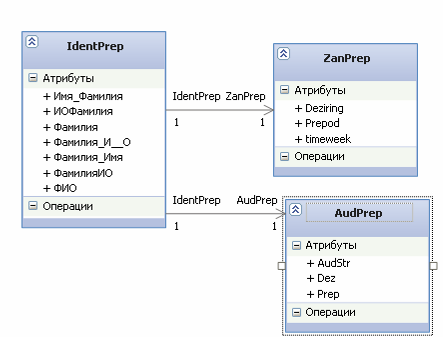 IdentPrep
Атрибуты
+ Имя_Фамилия
+ ИОФамилия
+ Фамилия
+ Фамилия_И__О
+ Фамилия_Имя
+ ФамилияИО
+ ФИО
Операции
IdentPrep ZanPrep
1 1
ZanPrep
Атрибуты
+ Deziring
+ Prepod
+ timeweek
Операции
IdentPrep AudPrep
1 1
AudPrep
Атрибуты
+ AudStr
+ Dez
+ Prep
Операции